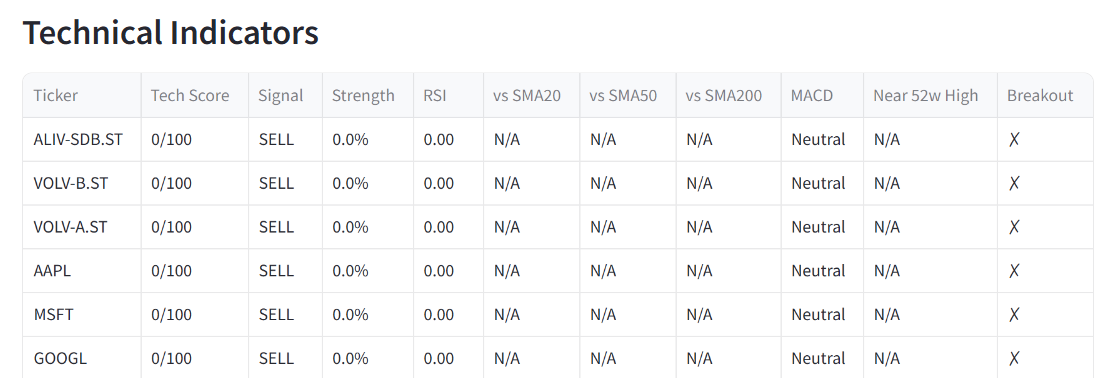 Technical Indicators
Ticker Tech Score Signal Strength RSI vs SMA20 vs SMA50 vs SMA200 MACD Near 52w High Breakout
ALIV-SDB.ST 0/100 SELL 0.0% 0.00 N/A N/A N/A Neutral N/A ✗
VOLV-B.ST 0/100 SELL 0.0% 0.00 N/A N/A N/A Neutral N/A ✗
VOLV-A.ST 0/100 SELL 0.0% 0.00 N/A N/A N/A Neutral N/A ✗
AAPL 0/100 SELL 0.0% 0.00 N/A N/A N/A Neutral N/A ✗
MSFT 0/100 SELL 0.0% 0.00 N/A N/A N/A Neutral N/A ✗
GOOGL 0/100 SELL 0.0% 0.00 N/A N/A N/A Neutral N/A ✗